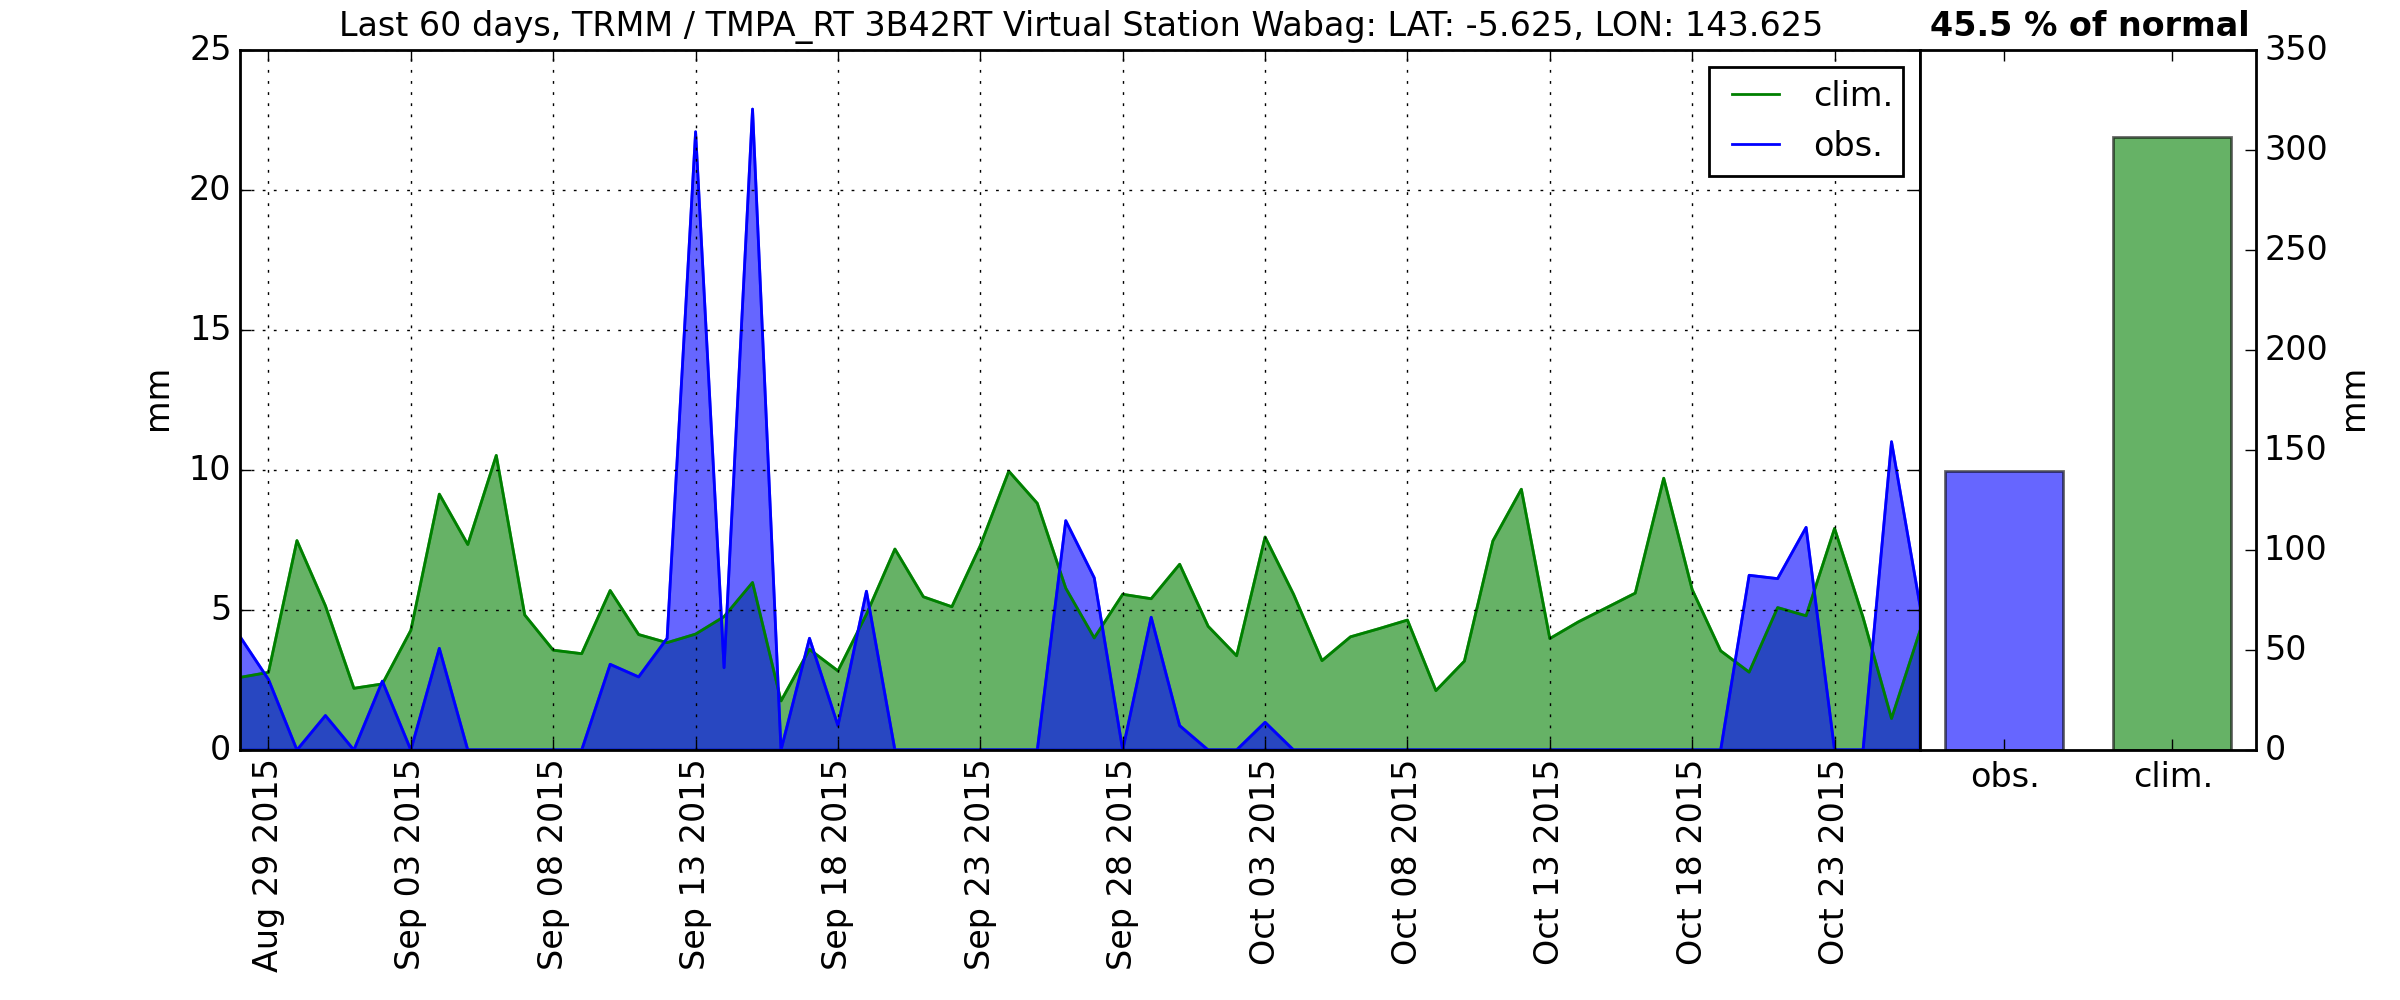 Last 60 days, TRMM / TMPA_RT 3B42RT Virtual Station Wabag: LAT: -5.625, LON: 143.625
45.5 % of normal
25
20
15
10
5
0
mm
clim.
obs.
350
300
250
200
150
100
50
0
mm
Aug 29 2015
Sep 03 2015
Sep 08 2015
Sep 13 2015
Sep 18 2015
Sep 23 2015
Sep 28 2015
Oct 03 2015
Oct 08 2015
Oct 13 2015
Oct 18 2015
Oct 23 2015
obs.
clim.